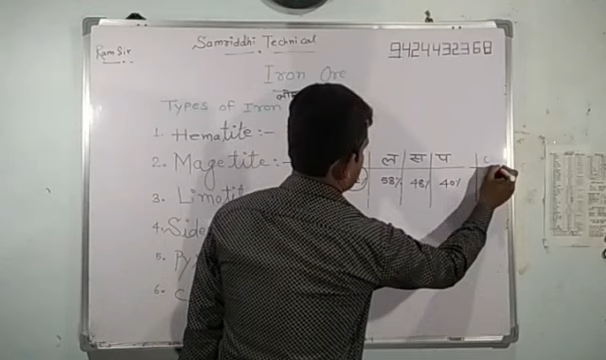 Ram Sir
Samriddhi Technical
9424432368
Iron Ore
Types of Iron
1. Hematite :-
2. Magetite :-
ल स प
58% 48% 40%
3. Limotit
4. Side
5. Py
6. C